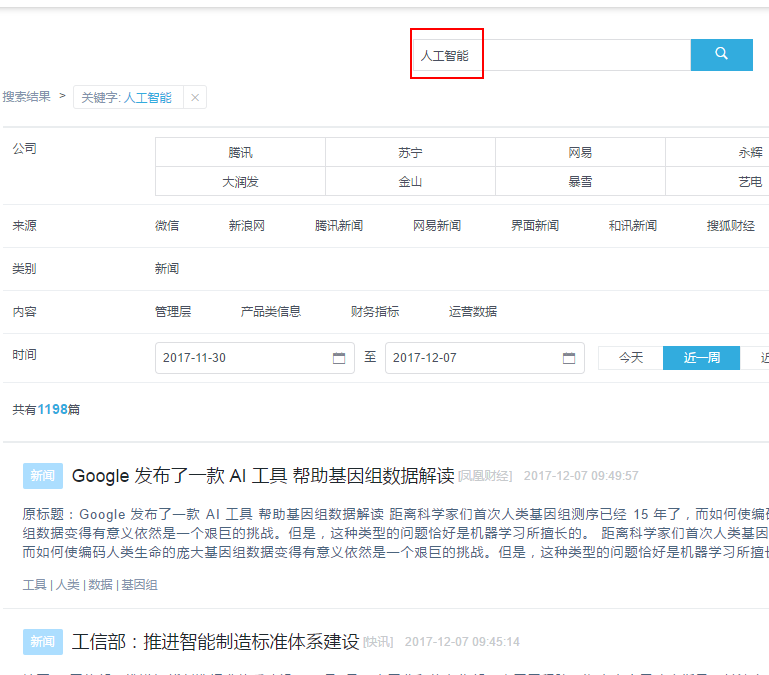 人工智能
搜索结果 > 关键字: 人工智能 ×
公司 腾讯 苏宁 网易 永辉
大润发 金山 暴雪 艺电
来源 微信 新浪网 腾讯新闻 网易新闻 界面新闻 和讯新闻 搜狐财经
类别 新闻
内容 管理层 产品类信息 财务指标 运营数据
时间 2017-11-30 至 2017-12-07 今天 近一周 近
共有1198篇
新闻 Google 发布了一款 AI 工具 帮助基因组数据解读 [凤凰财经] 2017-12-07 09:49:57
原标题：Google 发布了一款 AI 工具 帮助基因组数据解读 距离科学家们首次人类基因组测序已经 15 年了，而如何使编码
组数据变得有意义依然是一个艰巨的挑战。但是，这种类型的问题恰好是机器学习所擅长的。 距离科学家们首次人类基因
而如何使编码人类生命的庞大基因组数据变得有意义依然是一个艰巨的挑战。但是，这种类型的问题恰好是机器学习所擅长
工具 | 人类 | 数据 | 基因组
新闻 工信部：推进智能制造标准体系建设 [快讯] 2017-12-07 09:45:14